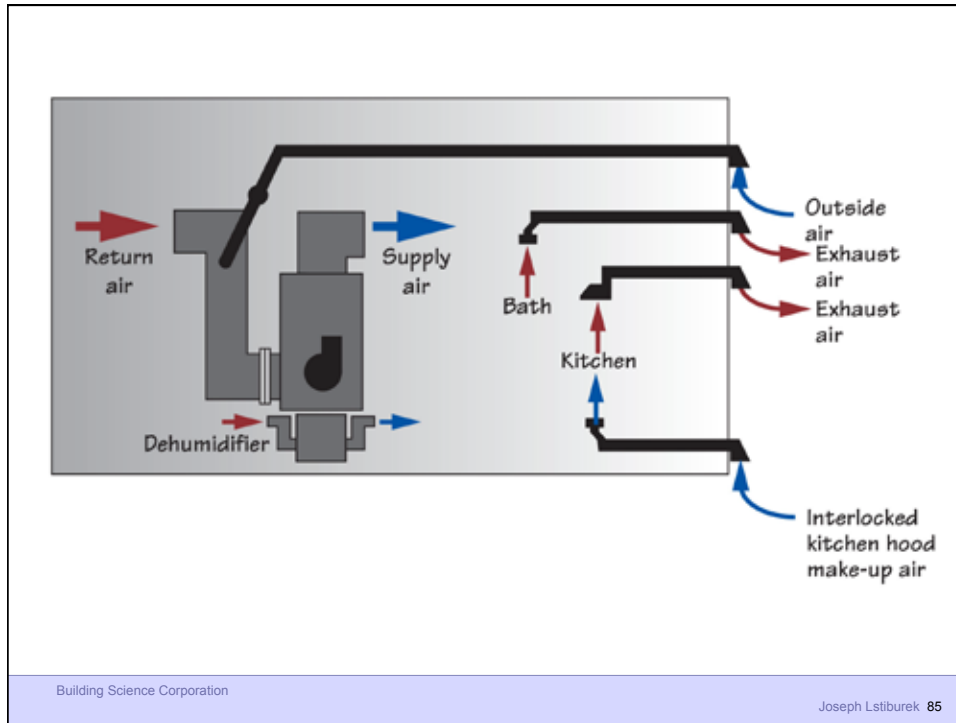 Return
air
Supply
air
Dehumidifier
Bath
Kitchen
Outside
air
Exhaust
air
Exhaust
air
Interlocked
kitchen hood
make-up air
Building Science Corporation
Joseph Lstiburek 85